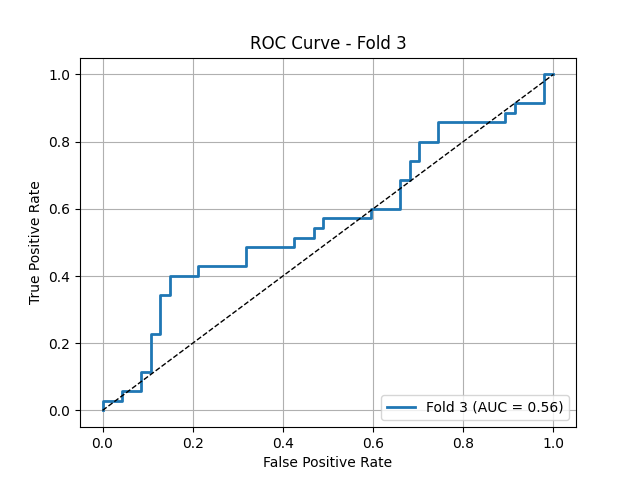 ROC Curve - Fold 3
True Positive Rate
1.0
0.8
0.6
0.4
0.2
0.0
Fold 3 (AUC = 0.56)
0.0 0.2 0.4 0.6 0.8 1.0
False Positive Rate